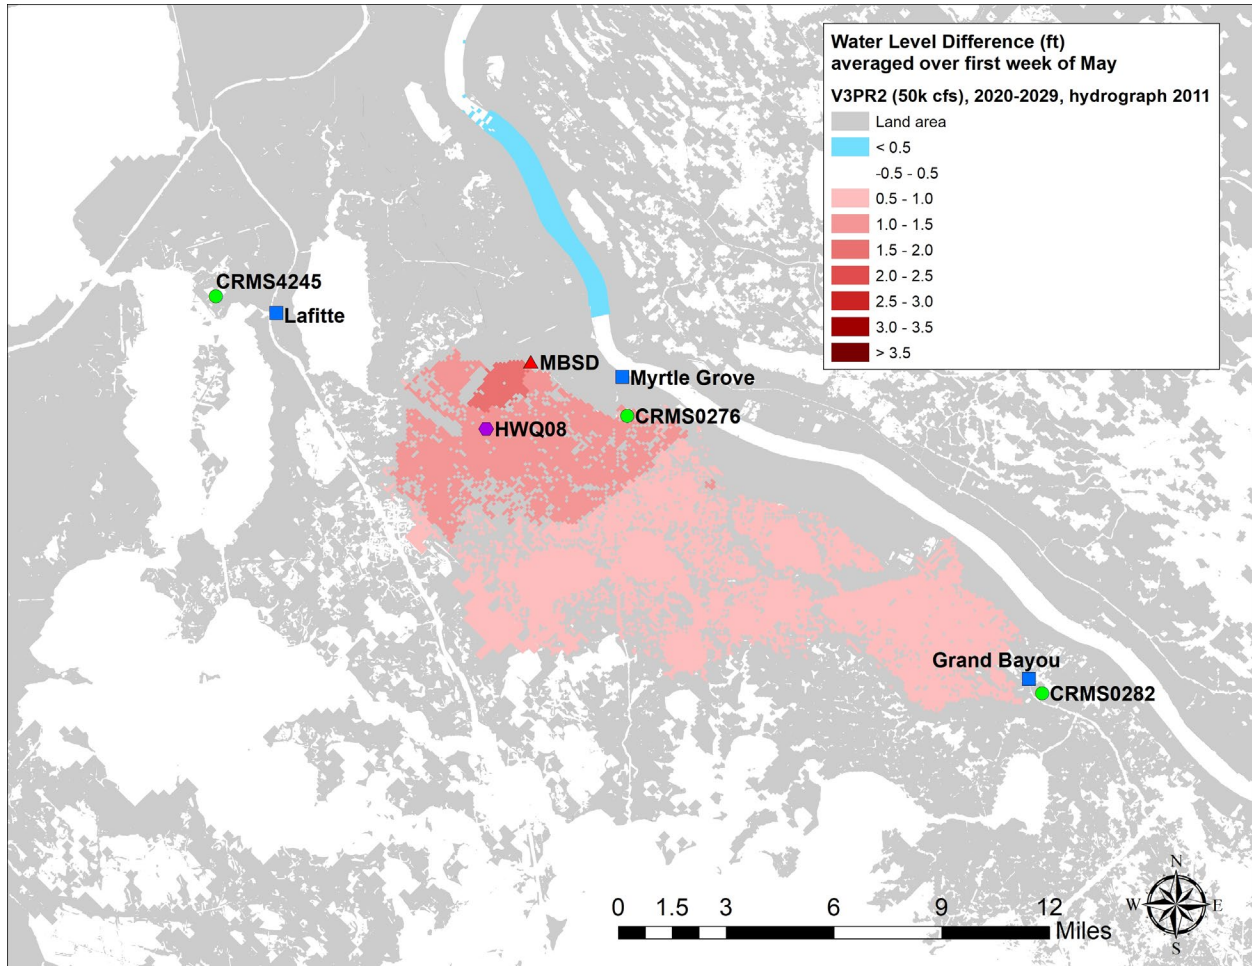 Water Level Difference (ft)
averaged over first week of May
V3PR2 (50k cfs), 2020-2029, hydrograph 2011
Land area
< 0.5
-0.5 - 0.5
0.5 - 1.0
1.0 - 1.5
1.5 - 2.0
2.0 - 2.5
2.5 - 3.0
3.0 - 3.5
> 3.5
CRMS4245
Lafitte
MBSD
Myrtle Grove
CRMS0276
HWQ08
Grand Bayou
CRMS0282
0 1.5 3 6 9 12
Miles
N
W E
S